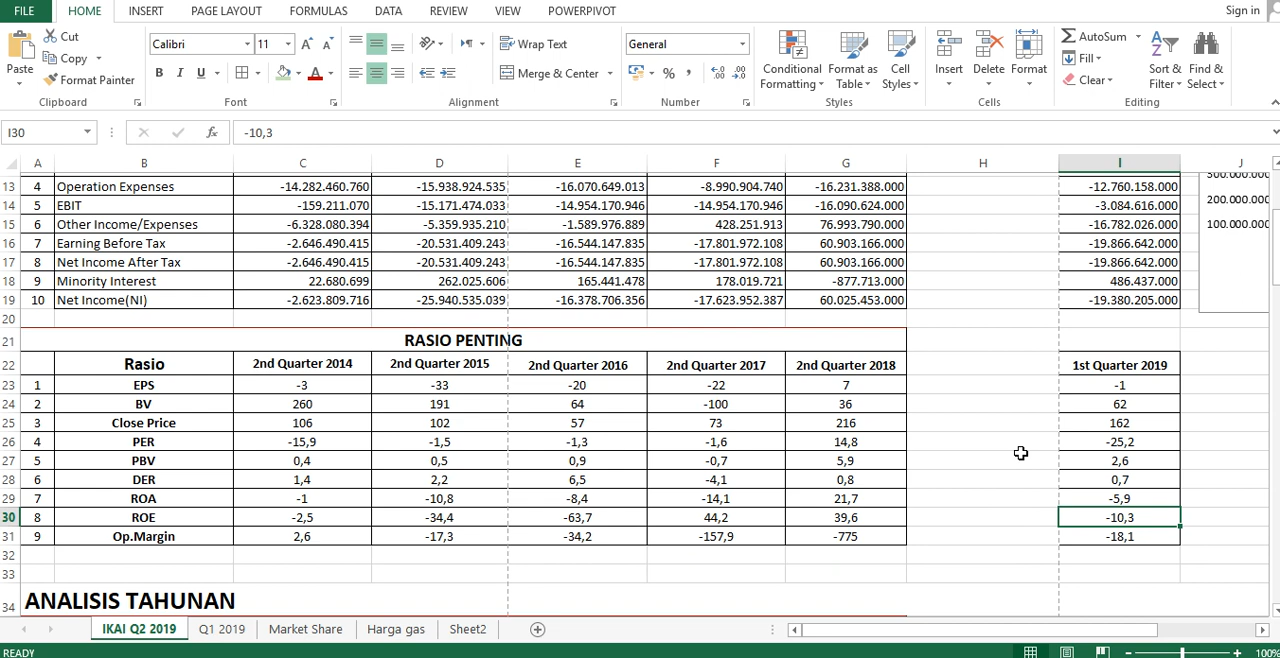 FILE HOME INSERT PAGE LAYOUT FORMULAS DATA REVIEW VIEW POWERPIVOT Sign in
Paste Cut Copy Format Painter Clipboard
Calibri 11 B I U A Font
Wrap Text Merge & Center Alignment
General % , Number
Conditional Formatting Format as Table Cell Styles Styles
Insert Delete Format Cells
AutoSum Fill Clear Sort & Filter Find & Select Editing
I30 fx -10,3
A B C D E F G H I J
13 4 Operation Expenses -14.282.460.760 -15.938.924.535 -16.070.649.013 -8.990.904.740 -16.231.388.000 -12.760.158.000 300.000.000
14 5 EBIT -159.211.070 -15.171.474.033 -14.954.170.946 -14.954.170.946 -16.090.624.000 -3.084.616.000 200.000.000
15 6 Other Income/Expenses -6.328.080.394 -5.359.935.210 -1.589.976.889 428.251.913 76.993.790.000 -16.782.026.000 100.000.000
16 7 Earning Before Tax -2.646.490.415 -20.531.409.243 -16.544.147.835 -17.801.972.108 60.903.166.000 -19.866.642.000
17 8 Net Income After Tax -2.646.490.415 -20.531.409.243 -16.544.147.835 -17.801.972.108 60.903.166.000 -19.866.642.000
18 9 Minority Interest 22.680.699 262.025.606 165.441.478 178.019.721 -877.713.000 486.437.000
19 10 Net Income(NI) -2.623.809.716 -25.940.535.039 -16.378.706.356 -17.623.952.387 60.025.453.000 -19.380.205.000
20
21 RASIO PENTING
22 Rasio 2nd Quarter 2014 2nd Quarter 2015 2nd Quarter 2016 2nd Quarter 2017 2nd Quarter 2018 1st Quarter 2019
23 1 EPS -3 -33 -20 -22 7 -1
24 2 BV 260 191 64 -100 36 62
25 3 Close Price 106 102 57 73 216 162
26 4 PER -15,9 -1,5 -1,3 -1,6 14,8 -25,2
27 5 PBV 0,4 0,5 0,9 -0,7 5,9 2,6
28 6 DER 1,4 2,2 6,5 -4,1 0,8 0,7
29 7 ROA -1 -10,8 -8,4 -14,1 21,7 -5,9
30 8 ROE -2,5 -34,4 -63,7 44,2 39,6 -10,3
31 9 Op.Margin 2,6 -17,3 -34,2 -157,9 -775 -18,1
32
33
34 ANALISIS TAHUNAN
IKAI Q2 2019 Q1 2019 Market Share Harga gas Sheet2
READY 100%